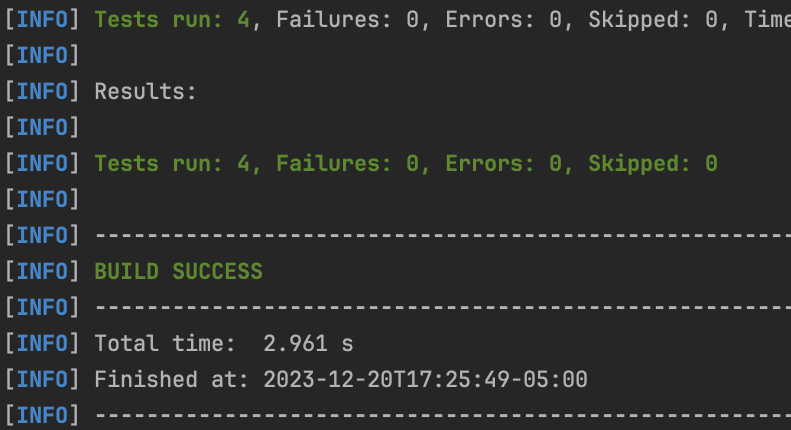 [INFO] Tests run: 4, Failures: 0, Errors: 0, Skipped: 0, Time
[INFO]
[INFO] Results:
[INFO]
[INFO] Tests run: 4, Failures: 0, Errors: 0, Skipped: 0
[INFO]
[INFO] ------------------------------------------------------
[INFO] BUILD SUCCESS
[INFO] ------------------------------------------------------
[INFO] Total time:  2.961 s
[INFO] Finished at: 2023-12-20T17:25:49-05:00
[INFO] ------------------------------------------------------